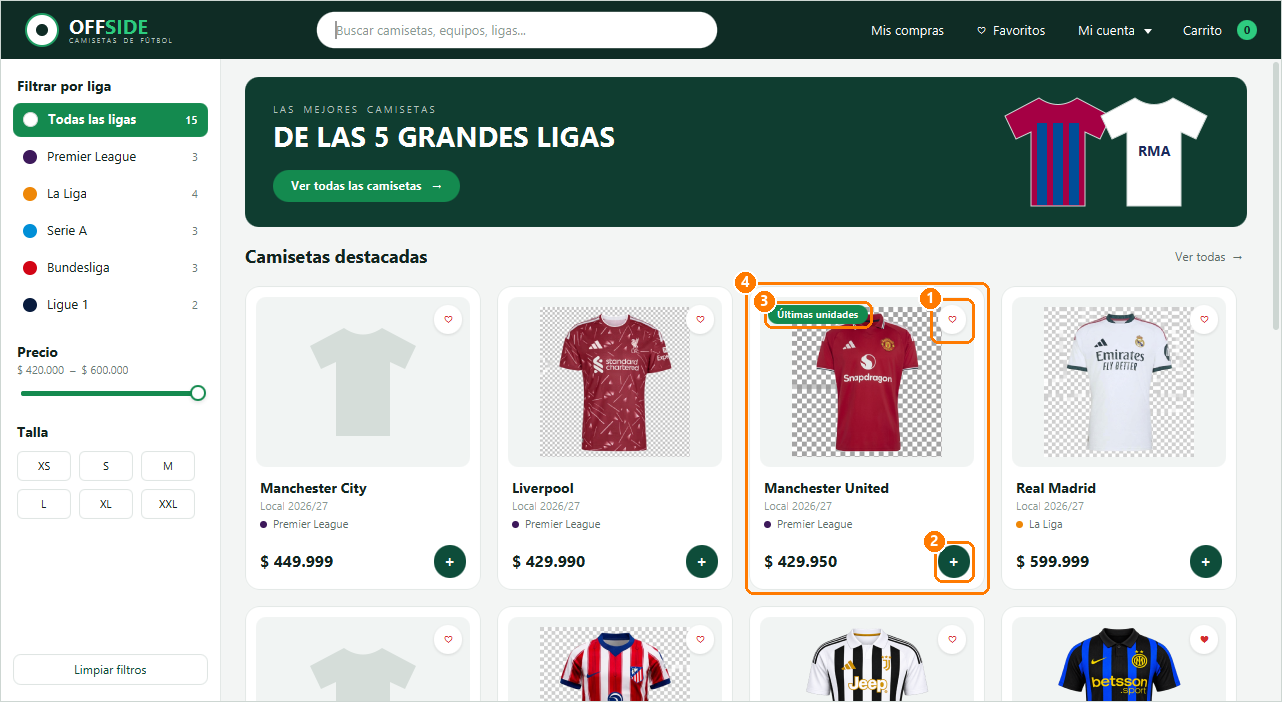 OFFSIDE
CAMISETAS DE FÚTBOL
Buscar camisetas, equipos, ligas...
Mis compras
Favoritos
Mi cuenta
Carrito
0
Filtrar por liga
Todas las ligas 15
Premier League 3
La Liga 4
Serie A 3
Bundesliga 3
Ligue 1 2
Precio
$ 420.000 – $ 600.000
Talla
XS S M
L XL XXL
Limpiar filtros
LAS MEJORES CAMISETAS
DE LAS 5 GRANDES LIGAS
Ver todas las camisetas →
RMA
Camisetas destacadas
Ver todas →
Manchester City
Local 2026/27
Premier League
$ 449.999
+
standard
chartered
Liverpool
Local 2026/27
Premier League
$ 429.990
+
4
3
Últimas unidades
1
Snapdragon
Manchester United
Local 2026/27
Premier League
$ 429.950
2
+
Emirates
FLY BETTER
Real Madrid
Local 2026/27
La Liga
$ 599.999
+
Jeep
betsson
.sport